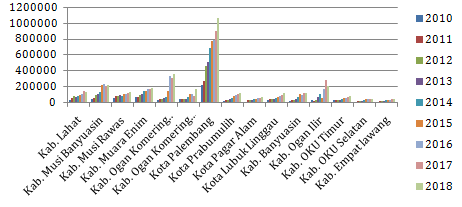 1200000
1000000
800000
600000
400000
200000
0
Kab. Lahat
Kab. Musi Banyuasin
Kab. Musi Rawas
Kab. Muara Enim
Kab. Ogan Komering...
Kab. Ogan Komering...
Kota Palembang
Kota Prabumulih
Kota Pagar Alam
Kota Lubuk Linggau
Kab. Banyuasin
Kab. Ogan Ilir
Kab. OKU Timur
Kab. OKU Selatan
Kab. Empat lawang
2010
2011
2012
2013
2014
2015
2016
2017
2018